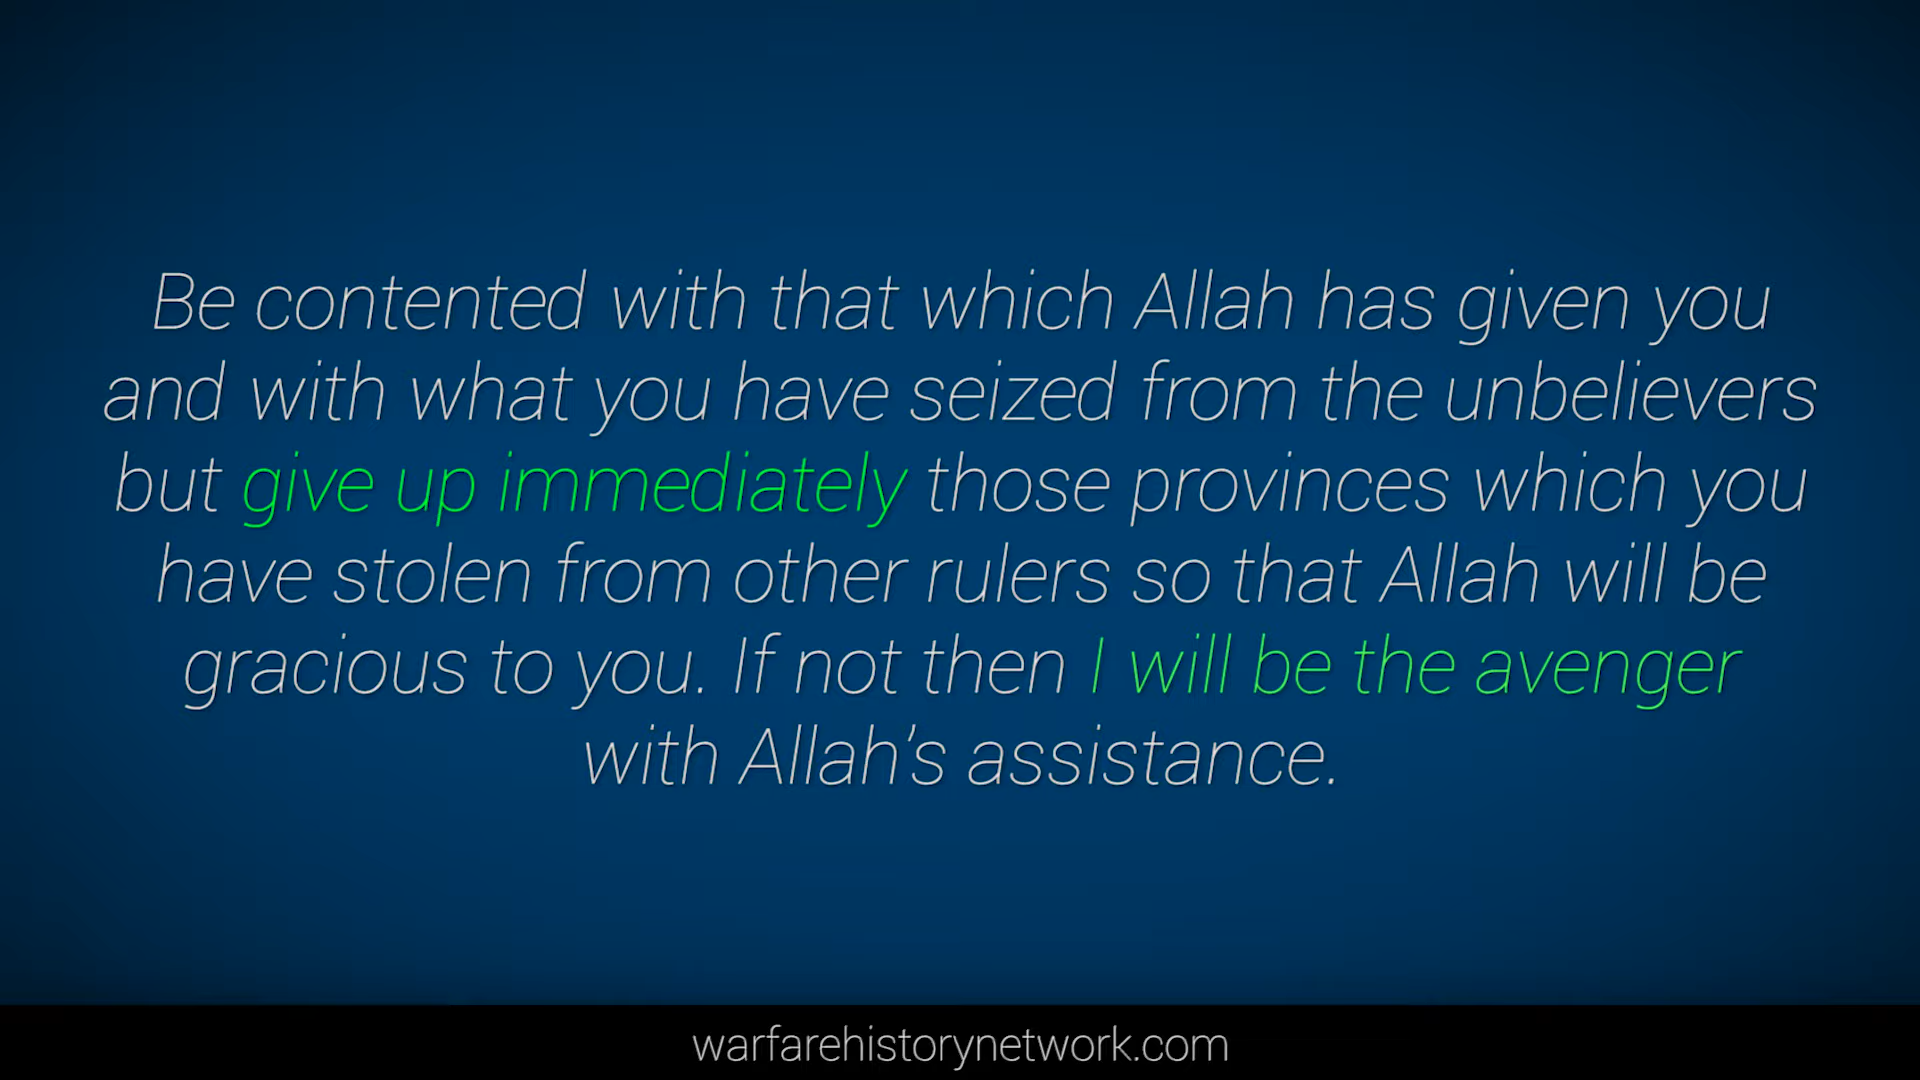 Be contented with that which Allah has given you
and with what you have seized from the unbelievers
but give up immediately those provinces which you
have stolen from other rulers so that Allah will be
gracious to you. If not then I will be the avenger
with Allah’s assistance.
warfarehistorynetwork.com